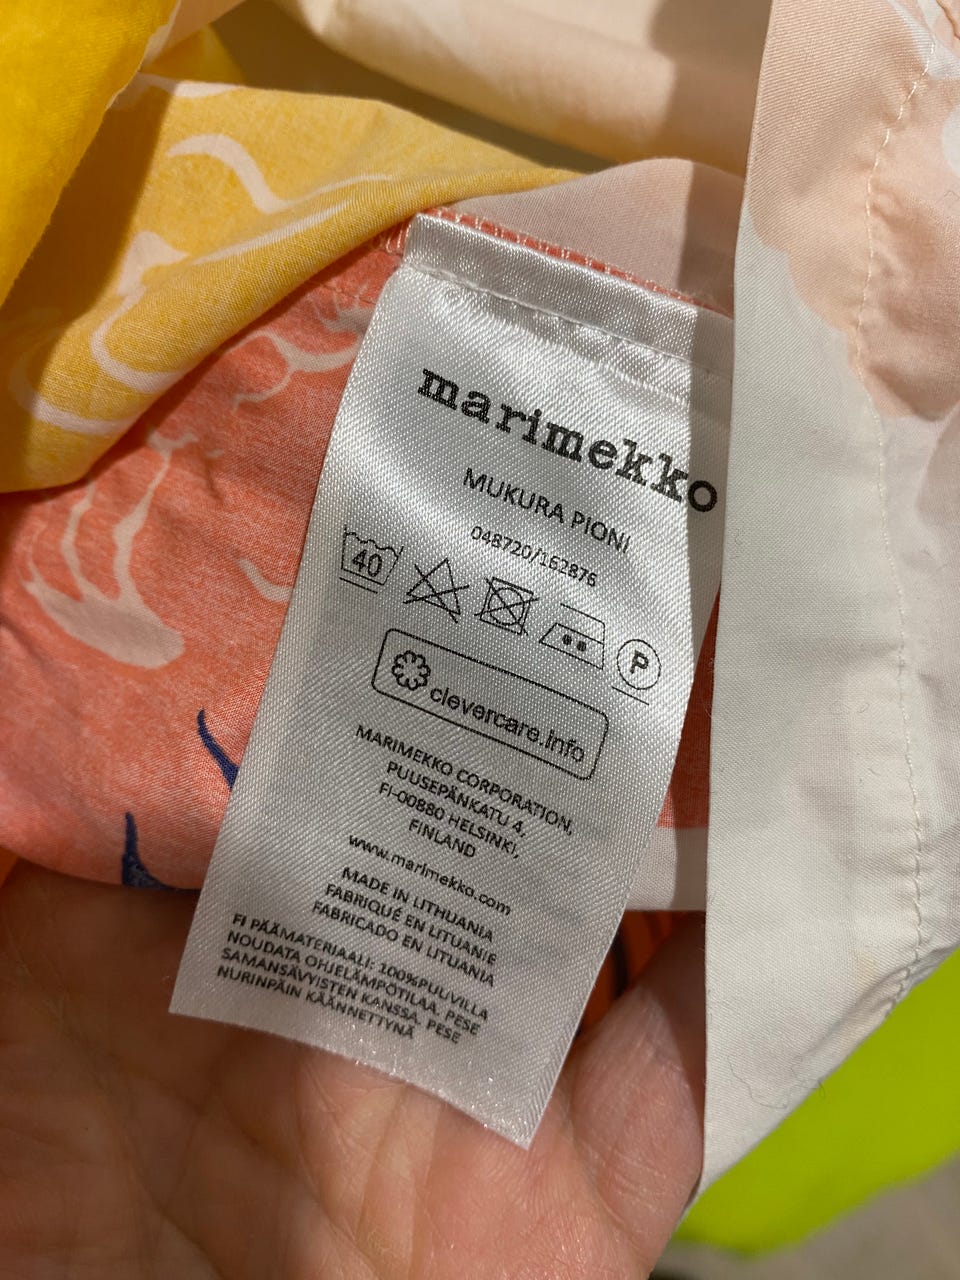 marimekko
MUKURA PIONI
048720/162876
40
P
clevercare.info
MARIMEKKO CORPORATION,
PUUSEPÄNKATU 4,
FI-00880 HELSINKI,
FINLAND
www.marimekko.com
MADE IN LITHUANIA
FABRIQUÉ EN LITUANIE
FABRICADO EN LITUANIA
FI PÄÄMATERIAALI: 100%PUUVILLA
NOUDATA OHJELÄMPÖTILAA. PESE
SAMANSÄVYISTEN KANSSA. PESE
NURINPÄIN KÄÄNNETTYNÄ